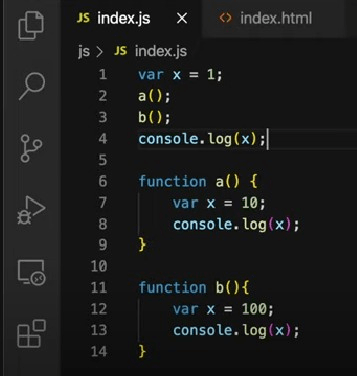 JS index.js × <> index.html
js > JS index.js
1 var x = 1;
2 a();
3 b();
4 console.log(x);
5
6 function a() {
7     var x = 10;
8     console.log(x);
9 }
10
11 function b(){
12     var x = 100;
13     console.log(x);
14 }